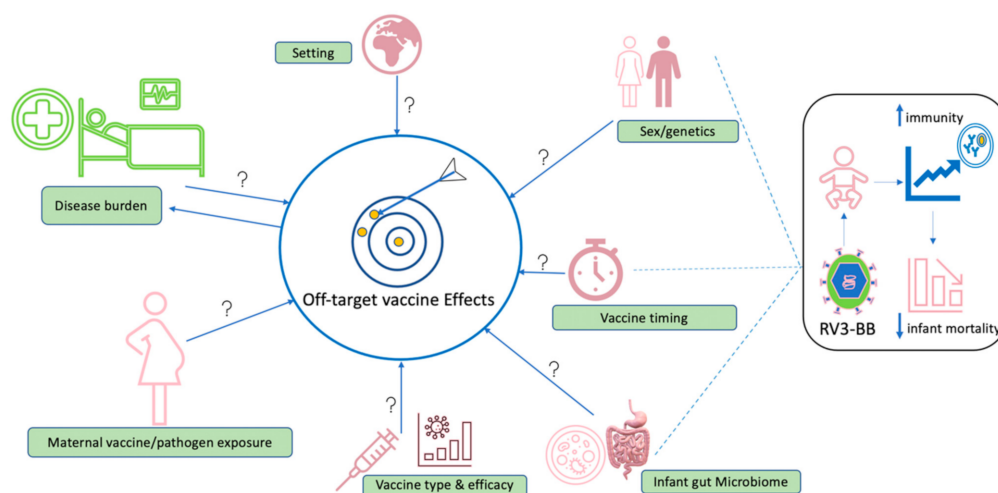 Setting
?
Sex/genetics
?
immunity
?
Disease burden
Off-target vaccine Effects
?
Vaccine timing
RV3-BB
infant mortality
?
Maternal vaccine/pathogen exposure
?
?
Vaccine type & efficacy
Infant gut Microbiome